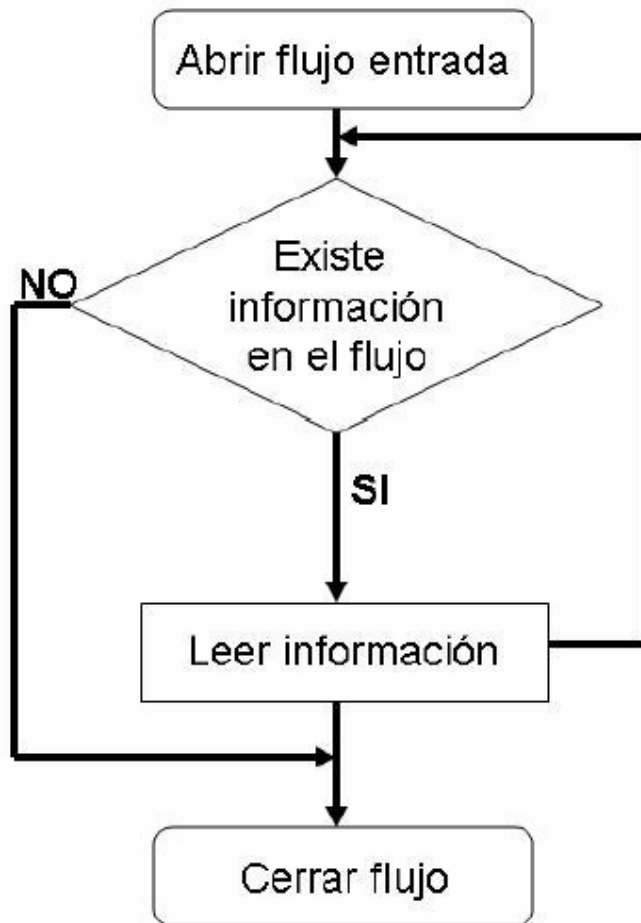 Abrir flujo entrada
Existe
información
en el flujo
NO
SI
Leer información
Cerrar flujo